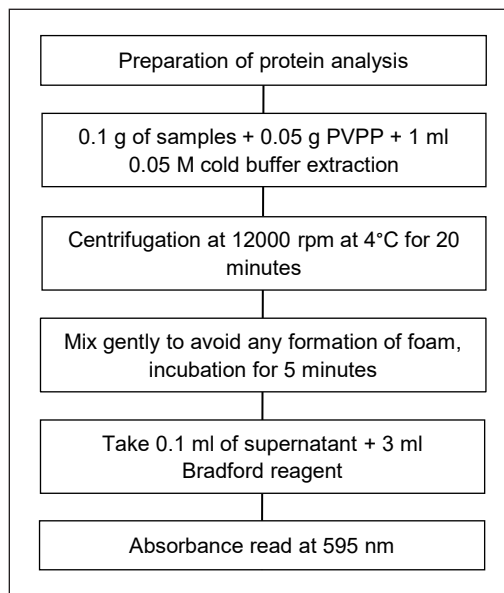 Preparation of protein analysis
0.1 g of samples + 0.05 g PVPP + 1 ml
0.05 M cold buffer extraction
Centrifugation at 12000 rpm at 4°C for 20
minutes
Mix gently to avoid any formation of foam,
incubation for 5 minutes
Take 0.1 ml of supernatant + 3 ml
Bradford reagent
Absorbance read at 595 nm